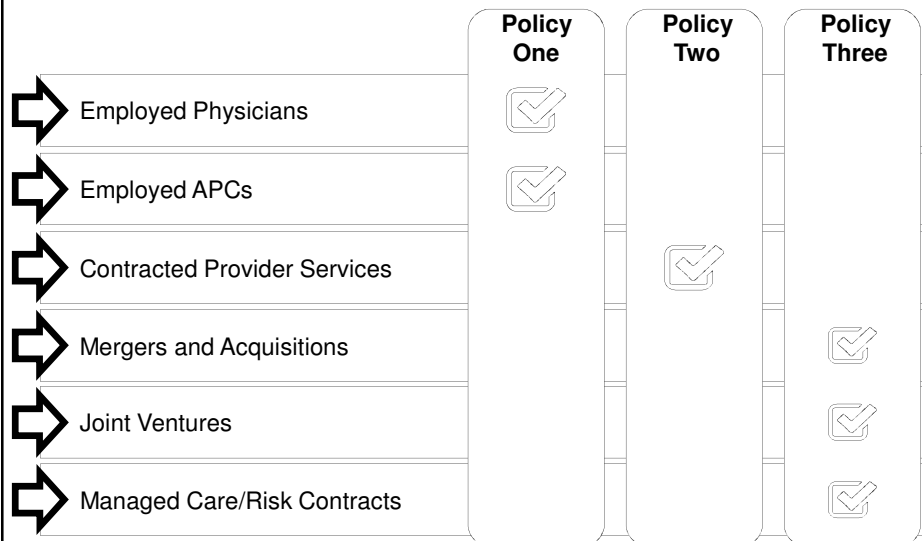 Policy One
Policy Two
Policy Three
Employed Physicians
Employed APCs
Contracted Provider Services
Mergers and Acquisitions
Joint Ventures
Managed Care/Risk Contracts